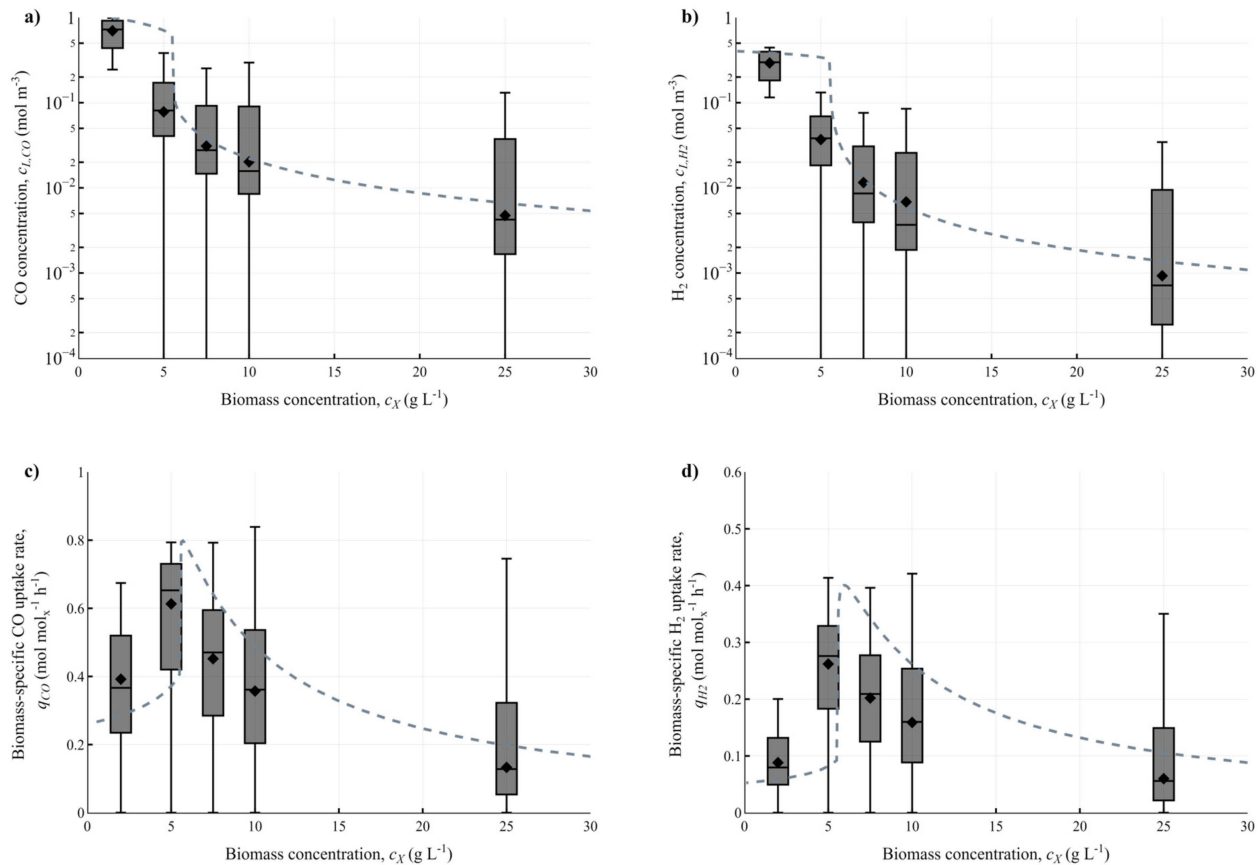 a)
1
5
2
10⁻¹
5
2
10⁻²
5
2
10⁻³
5
2
10⁻⁴
0 5 10 15 20 25 30
CO concentration, c_L,CO (mol m⁻³)
Biomass concentration, c_X (g L⁻¹)
b)
1
5
2
10⁻¹
5
2
10⁻²
5
2
10⁻³
5
2
10⁻⁴
0 5 10 15 20 25 30
H₂ concentration, c_L,H2 (mol m⁻³)
Biomass concentration, c_X (g L⁻¹)
c)
1
0.8
0.6
0.4
0.2
0
0 5 10 15 20 25 30
Biomass-specific CO uptake rate,
q_CO (mol mol_x⁻¹ h⁻¹)
Biomass concentration, c_X (g L⁻¹)
d)
0.6
0.5
0.4
0.3
0.2
0.1
0
0 5 10 15 20 25 30
Biomass-specific H₂ uptake rate,
q_H2 (mol mol_x⁻¹ h⁻¹)
Biomass concentration, c_X (g L⁻¹)